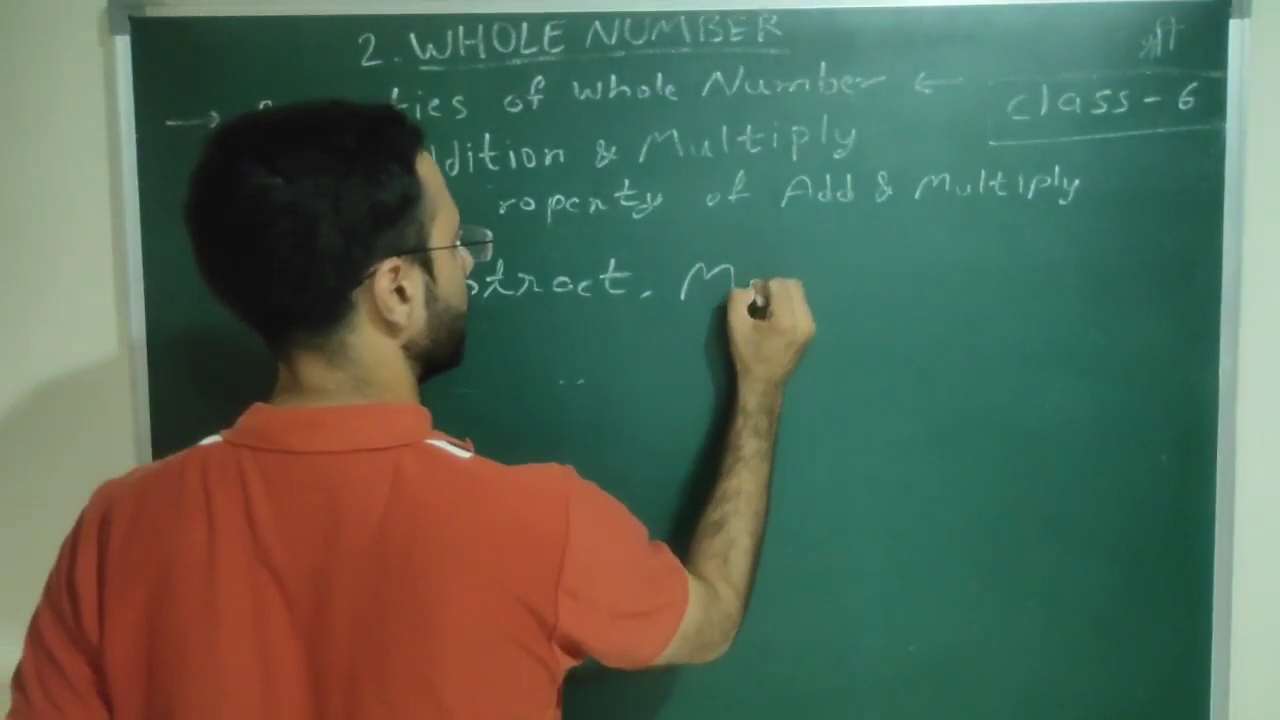 2. WHOLE NUMBER
→ ties of whole Number ←
class - 6
ddition & Multiply
roperty of Add & Multiply
btract, M